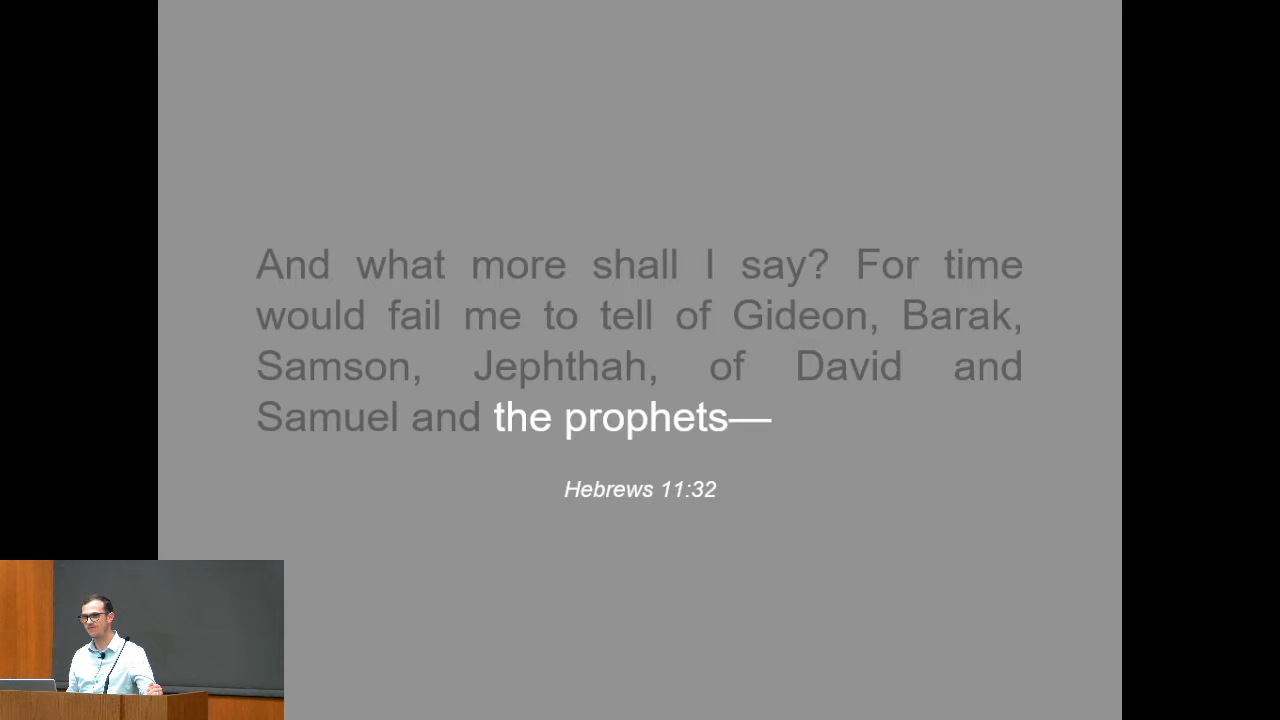 And what more shall I say? For time
would fail me to tell of Gideon, Barak,
Samson, Jephthah, of David and
Samuel and the prophets—
Hebrews 11:32